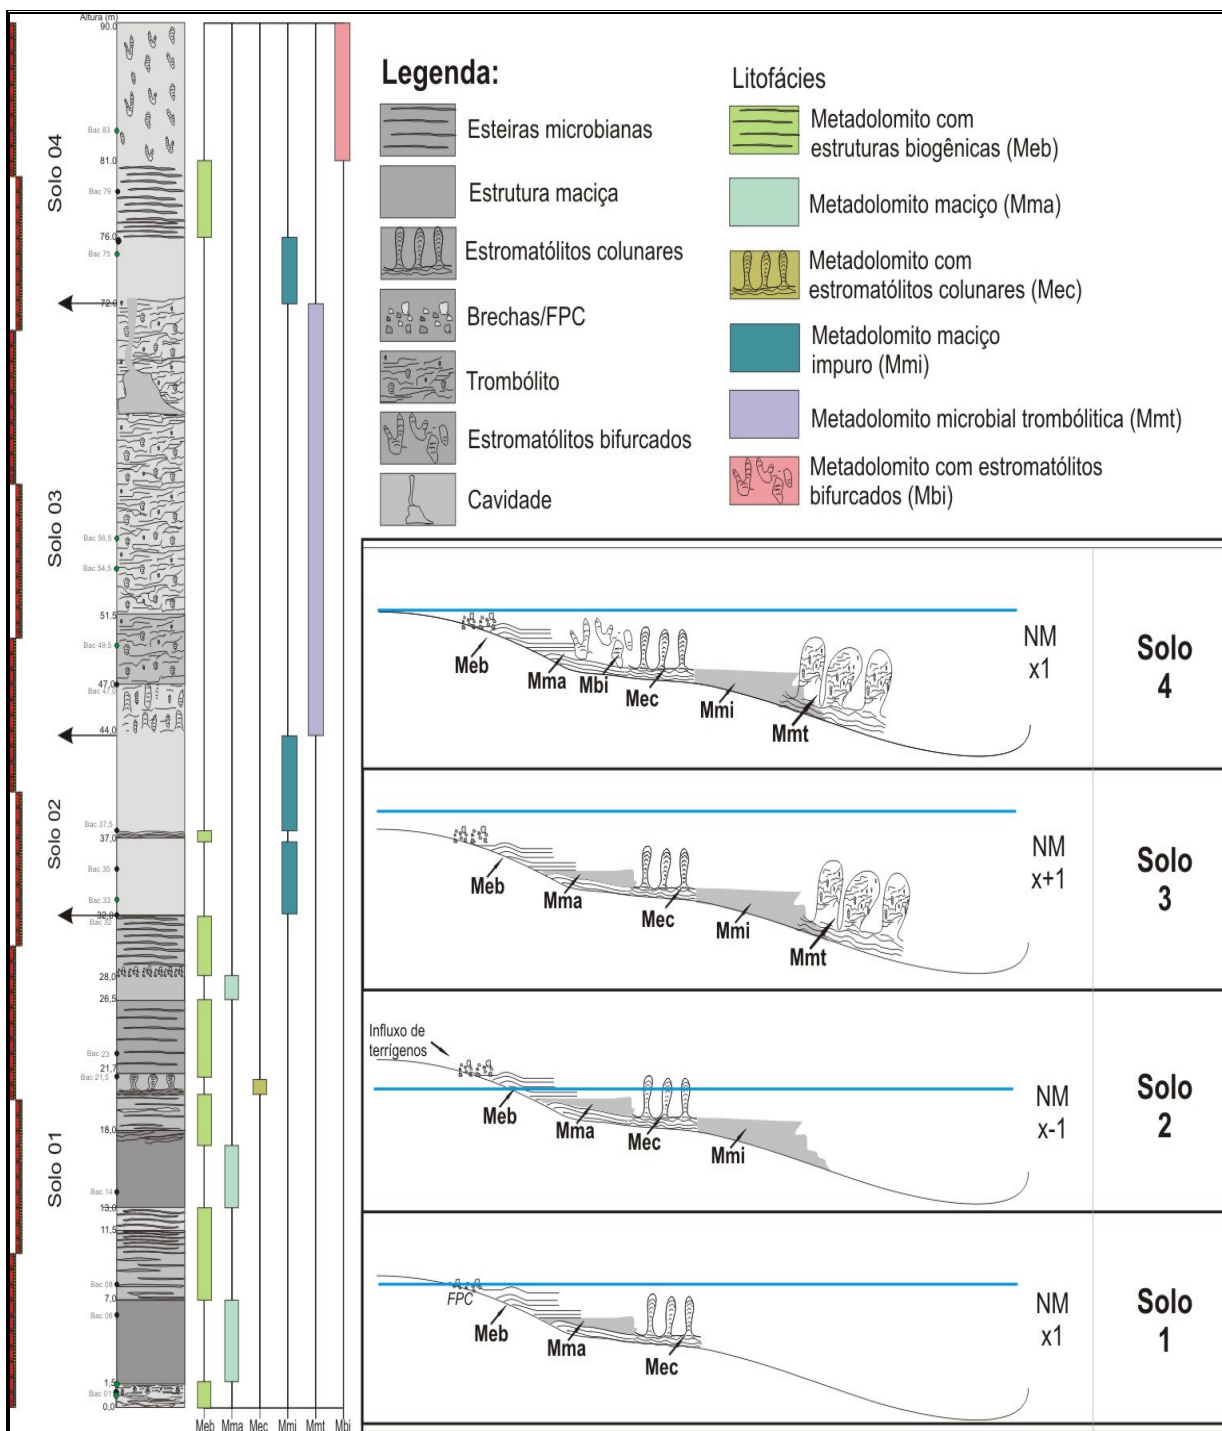 Altura (m)
90,0
Bac 83
81,0
Bac 79
76,0
Bac 75
72,0
Bac 56,5
Bac 54,5
51,5
Bac 49,5
47,0
Bac 47,0
44,0
Bac 37,5
37,0
Bac 35
Bac 33
32,0
Bac 32
28,0
26,5
Bac 23
21,7
Bac 21,5
18,0
Bac 14
13,0
11,5
Bac 08
7,0
Bac 06
1,5
Bac 01
0,0
Solo 04
Solo 03
Solo 02
Solo 01
Meb Mma Mec Mmi Mmt Mbi
Legenda:
Esteiras microbianas
Estrutura maciça
Estromatólitos colunares
Brechas/FPC
Trombólito
Estromatólitos bifurcados
Cavidade
Litofácies
Metadolomito com
estruturas biogênicas (Meb)
Metadolomito maciço (Mma)
Metadolomito com
estromatólitos colunares (Mec)
Metadolomito maciço
impuro (Mmi)
Metadolomito microbial trombólitica (Mmt)
Metadolomito com estromatólitos
bifurcados (Mbi)
Meb
Mma
Mbi
Mec
Mmi
Mmt
NM
x1
Solo
4
Meb
Mma
Mec
Mmi
Mmt
NM
x+1
Solo
3
Influxo de
terrígenos
Meb
Mma
Mec
Mmi
NM
x-1
Solo
2
FPC
Meb
Mma
Mec
NM
x1
Solo
1